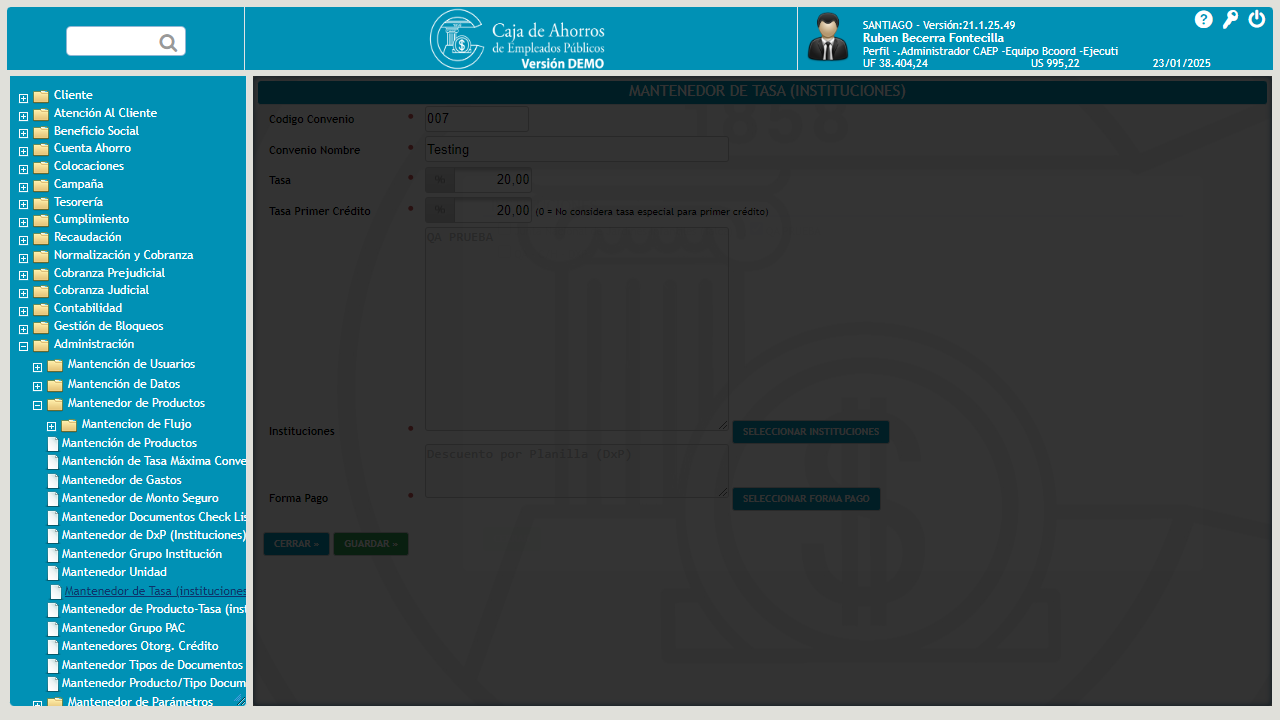 Caja de Ahorros
de Empleados Públicos
Versión DEMO
SANTIAGO - Versión:21.1.25.49
Ruben Becerra Fontecilla
Perfil -.Administrador CAEP -Equipo Bcoord -Ejecuti
UF 38.404,24 US 995,22 23/01/2025
Cliente
Atención Al Cliente
Beneficio Social
Cuenta Ahorro
Colocaciones
Campaña
Tesorería
Cumplimiento
Recaudación
Normalización y Cobranza
Cobranza Prejudicial
Cobranza Judicial
Contabilidad
Gestión de Bloqueos
Administración
Mantención de Usuarios
Mantención de Datos
Mantenedor de Productos
Mantencion de Flujo
Mantención de Productos
Mantención de Tasa Máxima Conve
Mantenedor de Gastos
Mantenedor de Monto Seguro
Mantenedor Documentos Check Lis
Mantenedor de DxP (Instituciones)
Mantenedor Grupo Institución
Mantenedor Unidad
Mantenedor de Tasa (instituciones
Mantenedor de Producto-Tasa (inst
Mantenedor Grupo PAC
Mantenedores Otorg. Crédito
Mantenedor Tipos de Documentos
Mantenedor Producto/Tipo Docum
Mantenedor de Parámetros
MANTENEDOR DE TASA (INSTITUCIONES)
Codigo Convenio * 007
Convenio Nombre * Testing
Tasa * % 20,00
Tasa Primer Crédito * % 20,00 (0 = No considera tasa especial para primer crédito)
QA PRUEBA
Instituciones * SELECCIONAR INSTITUCIONES
Descuento por Planilla (DxP)
Forma Pago * SELECCIONAR FORMA PAGO
CERRAR » GUARDAR »